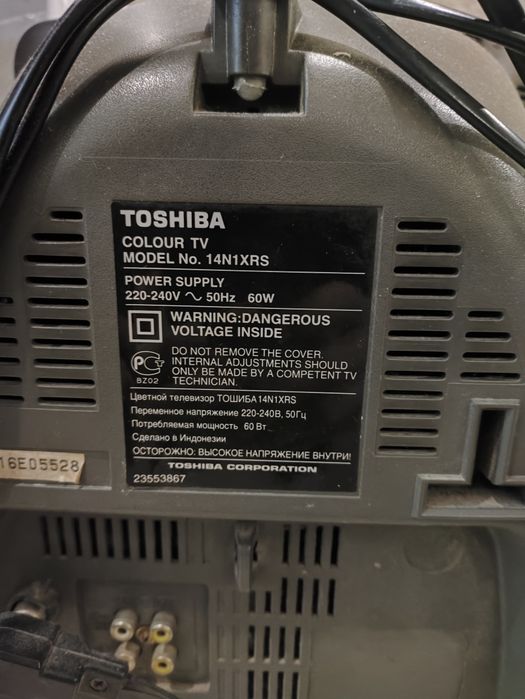 TOSHIBA
COLOUR TV
MODEL No. 14N1XRS
POWER SUPPLY
220-240V ~ 50Hz 60W
WARNING:DANGEROUS
VOLTAGE INSIDE
DO NOT REMOVE THE COVER.
INTERNAL ADJUSTMENTS SHOULD
ONLY BE MADE BY A COMPETENT TV
TECHNICIAN.
РСТ
BZ02
Цветной телевизор ТОШИБА 14N1XRS
Переменное напряжение 220-240В, 50Гц
Потребляемая мощность 60 Вт
Сделано в Индонезии
ОСТОРОЖНО: ВЫСОКОЕ НАПРЯЖЕНИЕ ВНУТРИ!
TOSHIBA CORPORATION
23553867
16E05528